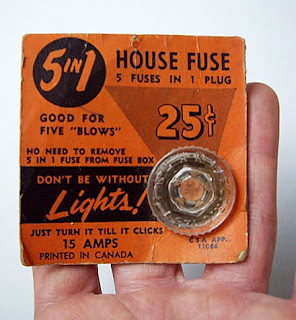 5 IN 1
HOUSE FUSE
5 FUSES IN 1 PLUG
GOOD FOR
FIVE "BLOWS"
25¢
NO NEED TO REMOVE
5 IN 1 FUSE FROM FUSE BOX
DON'T BE WITHOUT
Lights!
JUST TURN IT TILL IT CLICKS
15 AMPS
PRINTED IN CANADA
C.S.A. APP.
11086